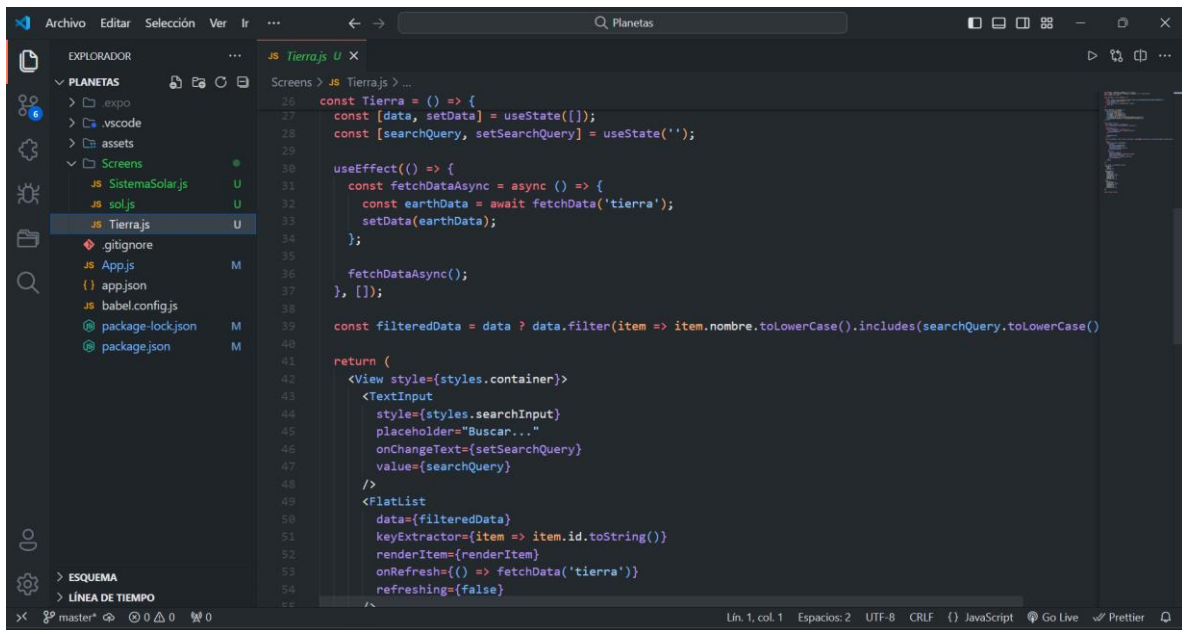 Archivo Editar Selección Ver Ir ... Planetas
EXPLORADOR ...
PLANETAS
.expo
.vscode
assets
Screens
JS SistemaSolar.js U
JS sol.js U
JS Tierra.js U
.gitignore
JS App.js M
{ } app.json
JS babel.config.js
package-lock.json M
package.json M
ESQUEMA
LÍNEA DE TIEMPO
JS Tierra.js U
Screens > JS Tierra.js > ...
26 const Tierra = () => {
27 const [data, setData] = useState([]);
28 const [searchQuery, setSearchQuery] = useState('');
29
30 useEffect(() => {
31 const fetchDataAsync = async () => {
32 const earthData = await fetchData('tierra');
33 setData(earthData);
34 };
35
36 fetchDataAsync();
37 }, []);
38
39 const filteredData = data ? data.filter(item => item.nombre.toLowerCase().includes(searchQuery.toLowerCase()
40
41 return (
42 <View style={styles.container}>
43 <TextInput
44 style={styles.searchInput}
45 placeholder="Buscar..."
46 onChangeText={setSearchQuery}
47 value={searchQuery}
48 />
49 <FlatList
50 data={filteredData}
51 keyExtractor={item => item.id.toString()}
52 renderItem={renderItem}
53 onRefresh={() => fetchData('tierra')}
54 refreshing={false}
55 />
6
master* 0 0 0 Lín. 1, col. 1 Espacios: 2 UTF-8 CRLF { } JavaScript Go Live Prettier